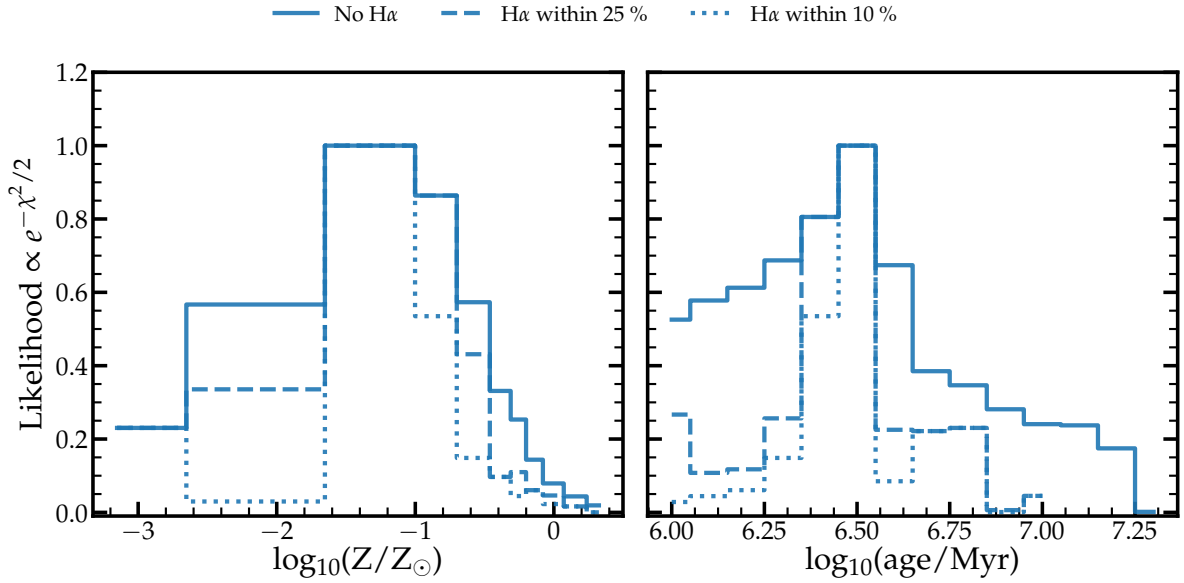 No Hα Hα within 25 % Hα within 10 %
Likelihood ∝ e^{−χ²/2}
1.2
1.0
0.8
0.6
0.4
0.2
0.0
−3 −2 −1 0
6.00 6.25 6.50 6.75 7.00 7.25
log₁₀(Z/Z☉) log₁₀(age/Myr)